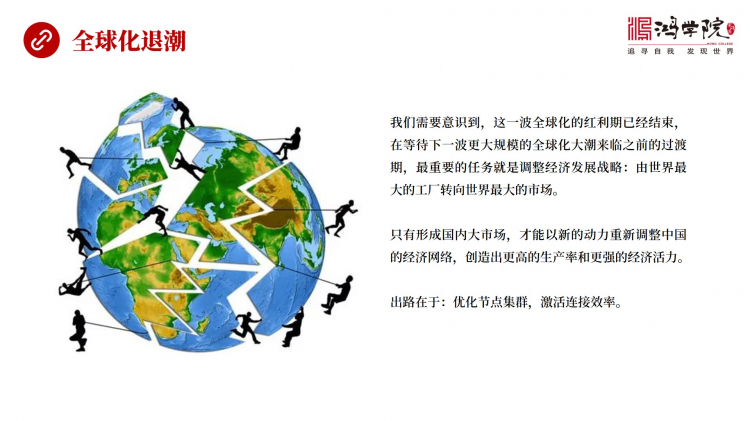 全球化退潮
鸿学院
HONG COLLEGE
追寻自我 发现世界
我们需要意识到，这一波全球化的红利期已经结束，
在等待下一波更大规模的全球化大潮来临之前的过渡
期，最重要的任务就是调整经济发展战略：由世界最
大的工厂转向世界最大的市场。
只有形成国内大市场，才能以新的动力重新调整中国
的经济网络，创造出更高的生产率和更强的经济活力。
出路在于：优化节点集群，激活连接效率。